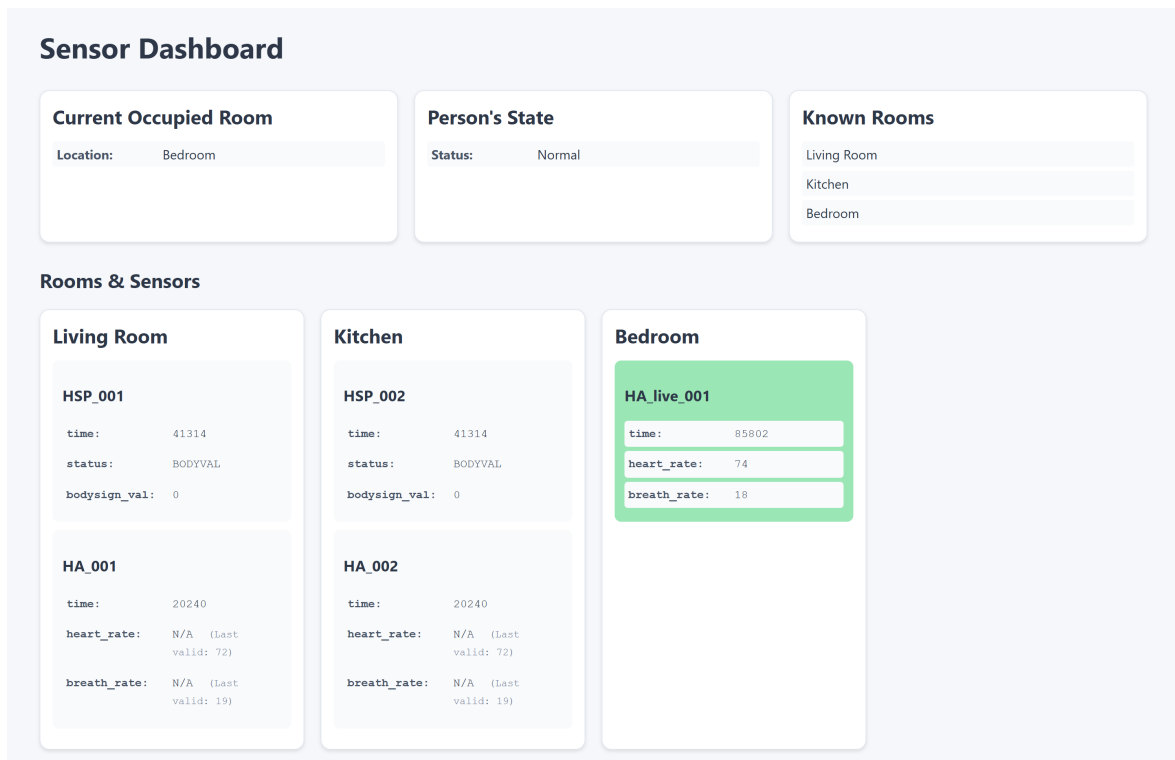 Sensor Dashboard
Current Occupied Room
Location: Bedroom
Person's State
Status: Normal
Known Rooms
Living Room
Kitchen
Bedroom
Rooms & Sensors
Living Room
HSP_001
time: 41314
status: BODYVAL
bodysign_val: 0
HA_001
time: 20240
heart_rate: N/A (Last
valid: 72)
breath_rate: N/A (Last
valid: 19)
Kitchen
HSP_002
time: 41314
status: BODYVAL
bodysign_val: 0
HA_002
time: 20240
heart_rate: N/A (Last
valid: 72)
breath_rate: N/A (Last
valid: 19)
Bedroom
HA_live_001
time: 85802
heart_rate: 74
breath_rate: 18